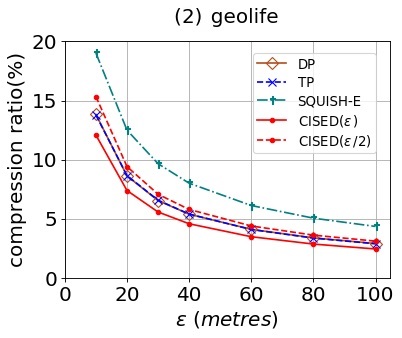 (2) geolife
compression ratio(%)
20
15
10
5
0
DP
TP
SQUISH-E
CISED(ε)
CISED(ε/2)
0 20 40 60 80 100
ε (metres)